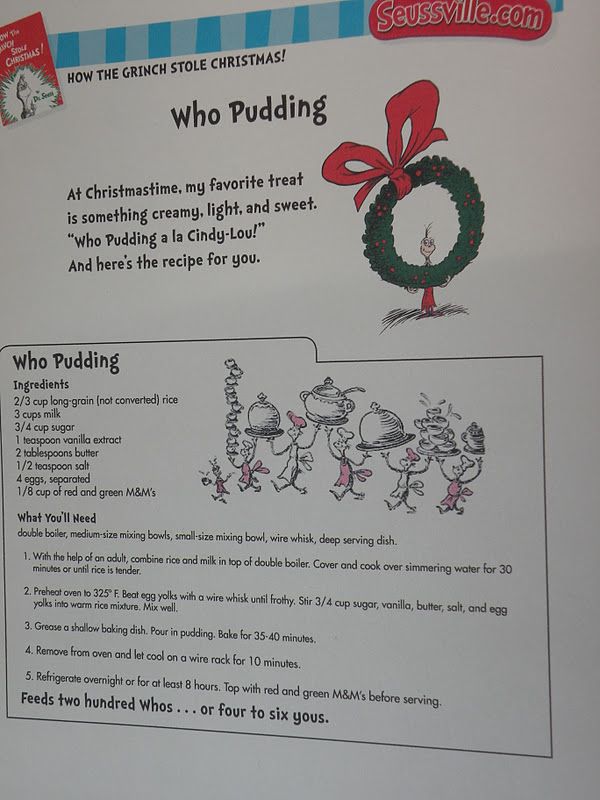 Seussville.com
HOW THE GRINCH STOLE CHRISTMAS!
By Dr. Seuss
HOW THE GRINCH STOLE CHRISTMAS!
Who Pudding
At Christmastime, my favorite treat
is something creamy, light, and sweet.
“Who Pudding a la Cindy-Lou!”
And here's the recipe for you.
Who Pudding
Ingredients
2/3 cup long-grain (not converted) rice
3 cups milk
3/4 cup sugar
1 teaspoon vanilla extract
2 tablespoons butter
1/2 teaspoon salt
4 eggs, separated
1/8 cup of red and green M&M's
What You'll Need
double boiler, medium-size mixing bowls, small-size mixing bowl, wire whisk, deep serving dish.
1. With the help of an adult, combine rice and milk in top of double boiler. Cover and cook over simmering water for 30
minutes or until rice is tender.
2. Preheat oven to 325° F. Beat egg yolks with a wire whisk until frothy. Stir 3/4 cup sugar, vanilla, butter, salt, and egg
yolks into warm rice mixture. Mix well.
3. Grease a shallow baking dish. Pour in pudding. Bake for 35-40 minutes.
4. Remove from oven and let cool on a wire rack for 10 minutes.
5. Refrigerate overnight or for at least 8 hours. Top with red and green M&M's before serving.
Feeds two hundred Whos . . . or four to six yous.